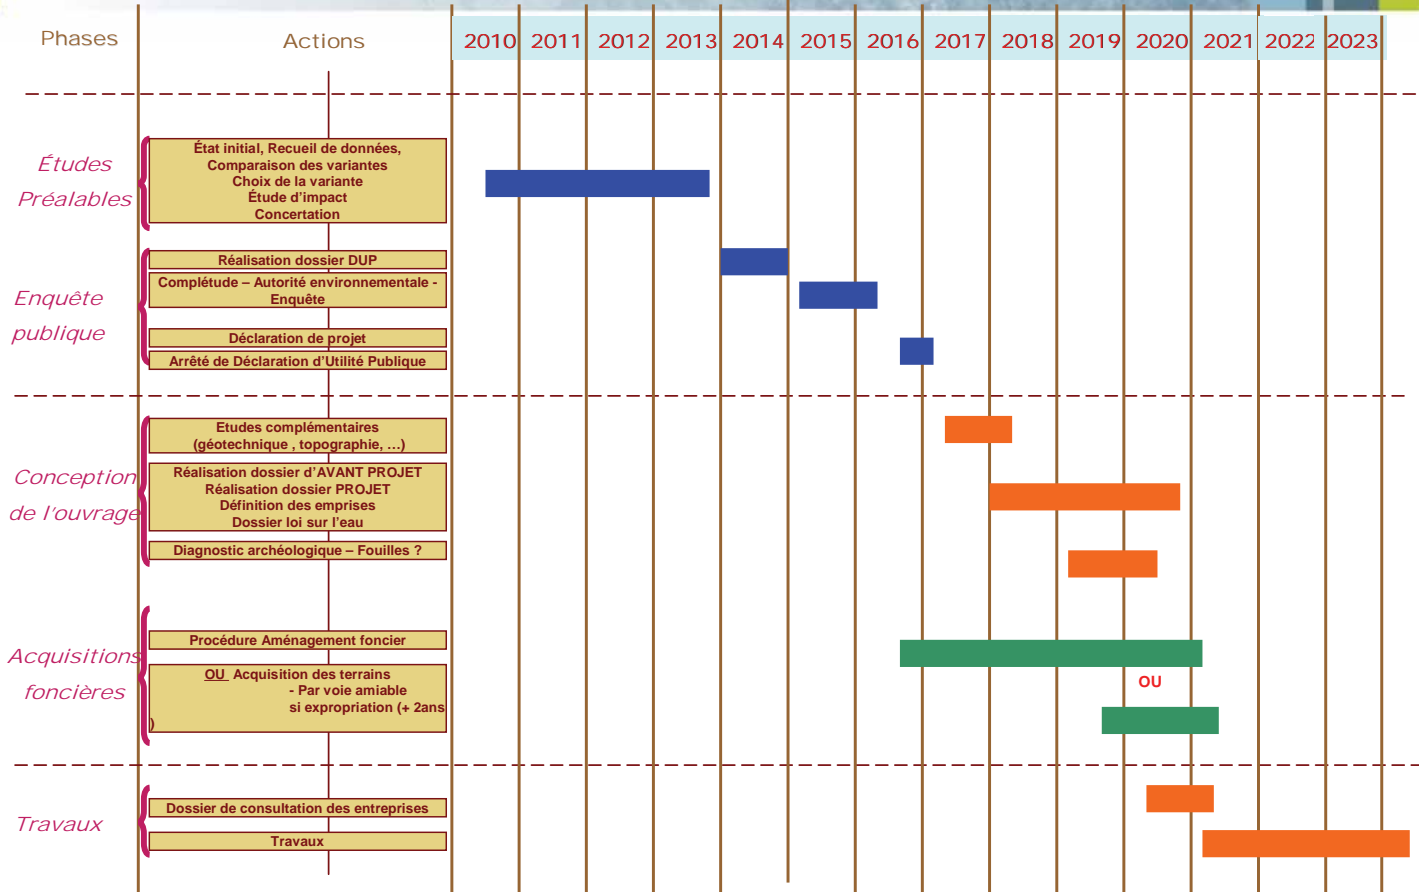 Phases
Actions
2010 2011 2012 2013 2014 2015 2016 2017 2018 2019 2020 2021 2022 2023
Études
Préalables
État initial, Recueil de données,
Comparaison des variantes
Choix de la variante
Étude d'impact
Concertation
Enquête
publique
Réalisation dossier DUP
Complétude – Autorité environnementale -
Enquête
Déclaration de projet
Arrêté de Déclaration d'Utilité Publique
Conception
de l'ouvrage
Etudes complémentaires
(géotechnique , topographie, ...)
Réalisation dossier d'AVANT PROJET
Réalisation dossier PROJET
Définition des emprises
Dossier loi sur l'eau
Diagnostic archéologique – Fouilles ?
Acquisitions
foncières
Procédure Aménagement foncier
OU Acquisition des terrains
- Par voie amiable
si expropriation (+ 2ans
)
OU
Travaux
Dossier de consultation des entreprises
Travaux